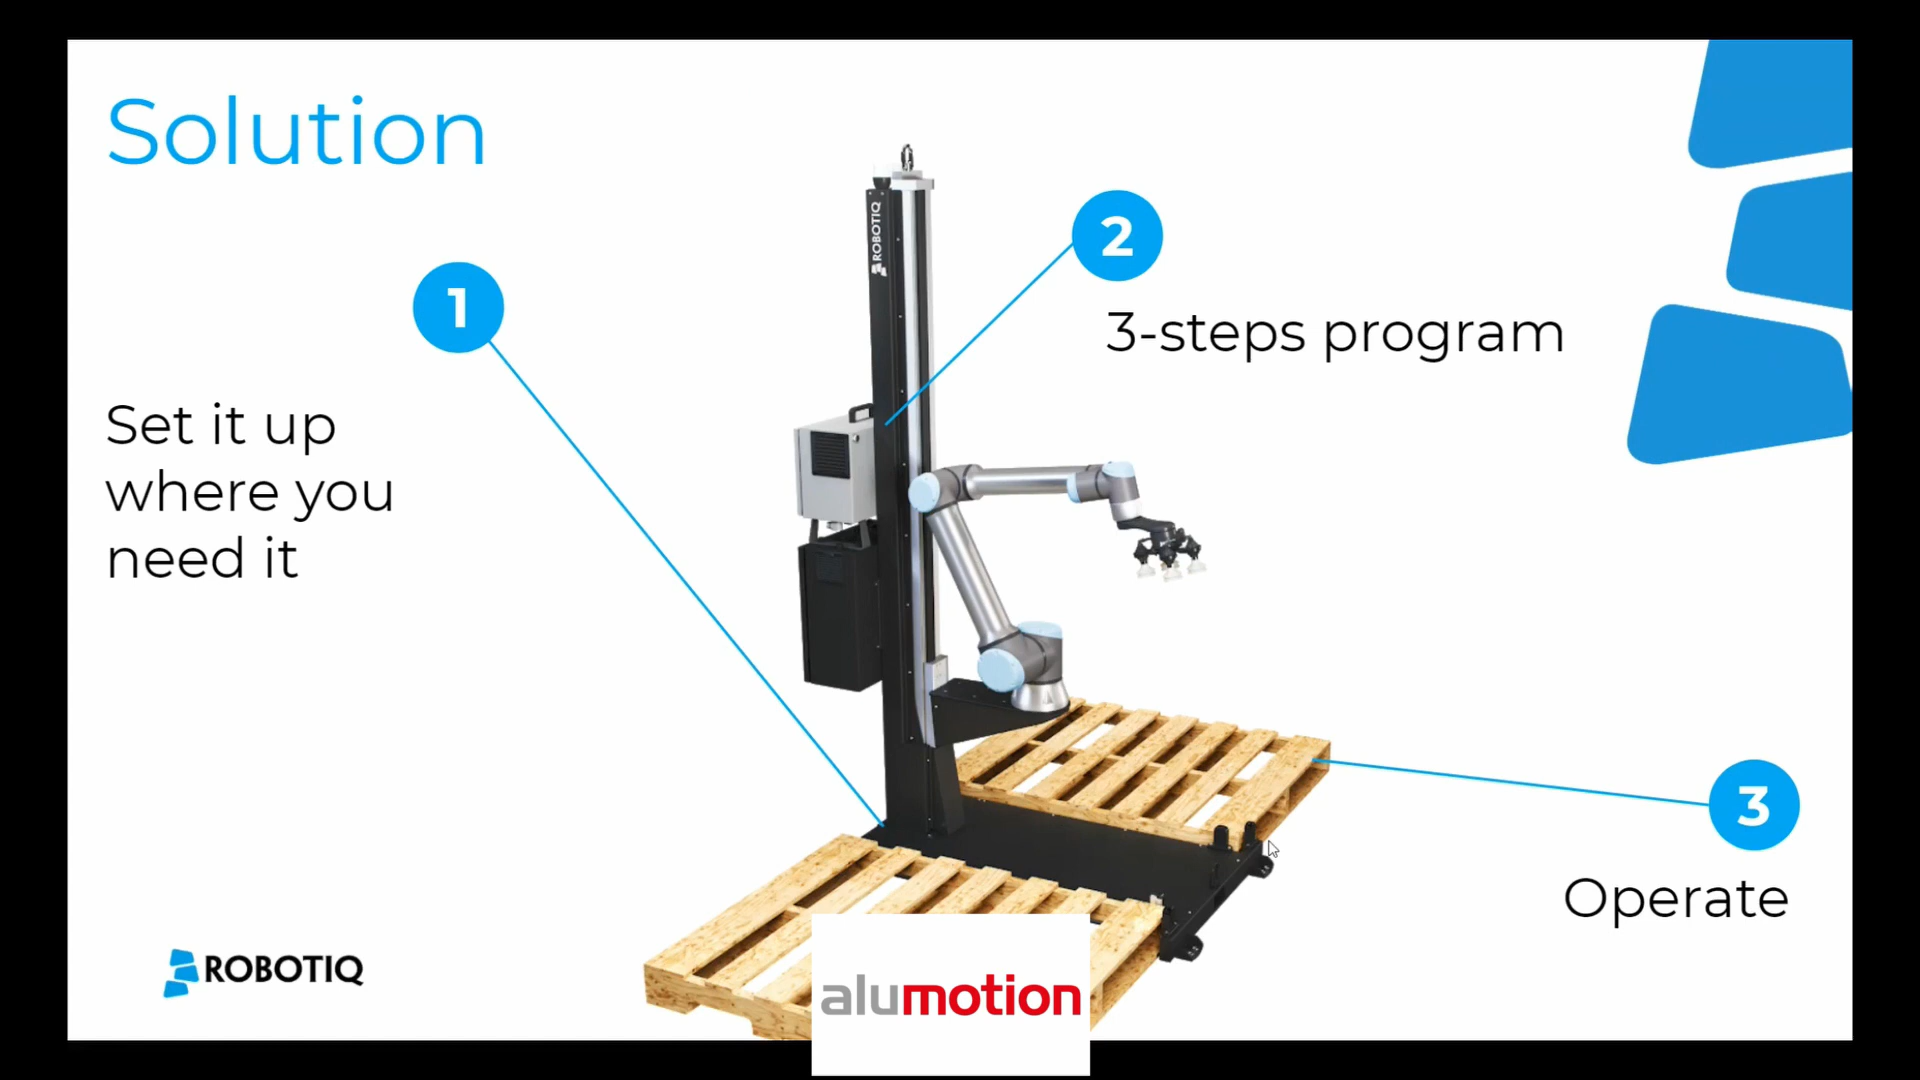 Solution
ROBOTIQ
1
2
3-steps program
Set it up
where you
need it
3
Operate
ROBOTIQ
alumotion